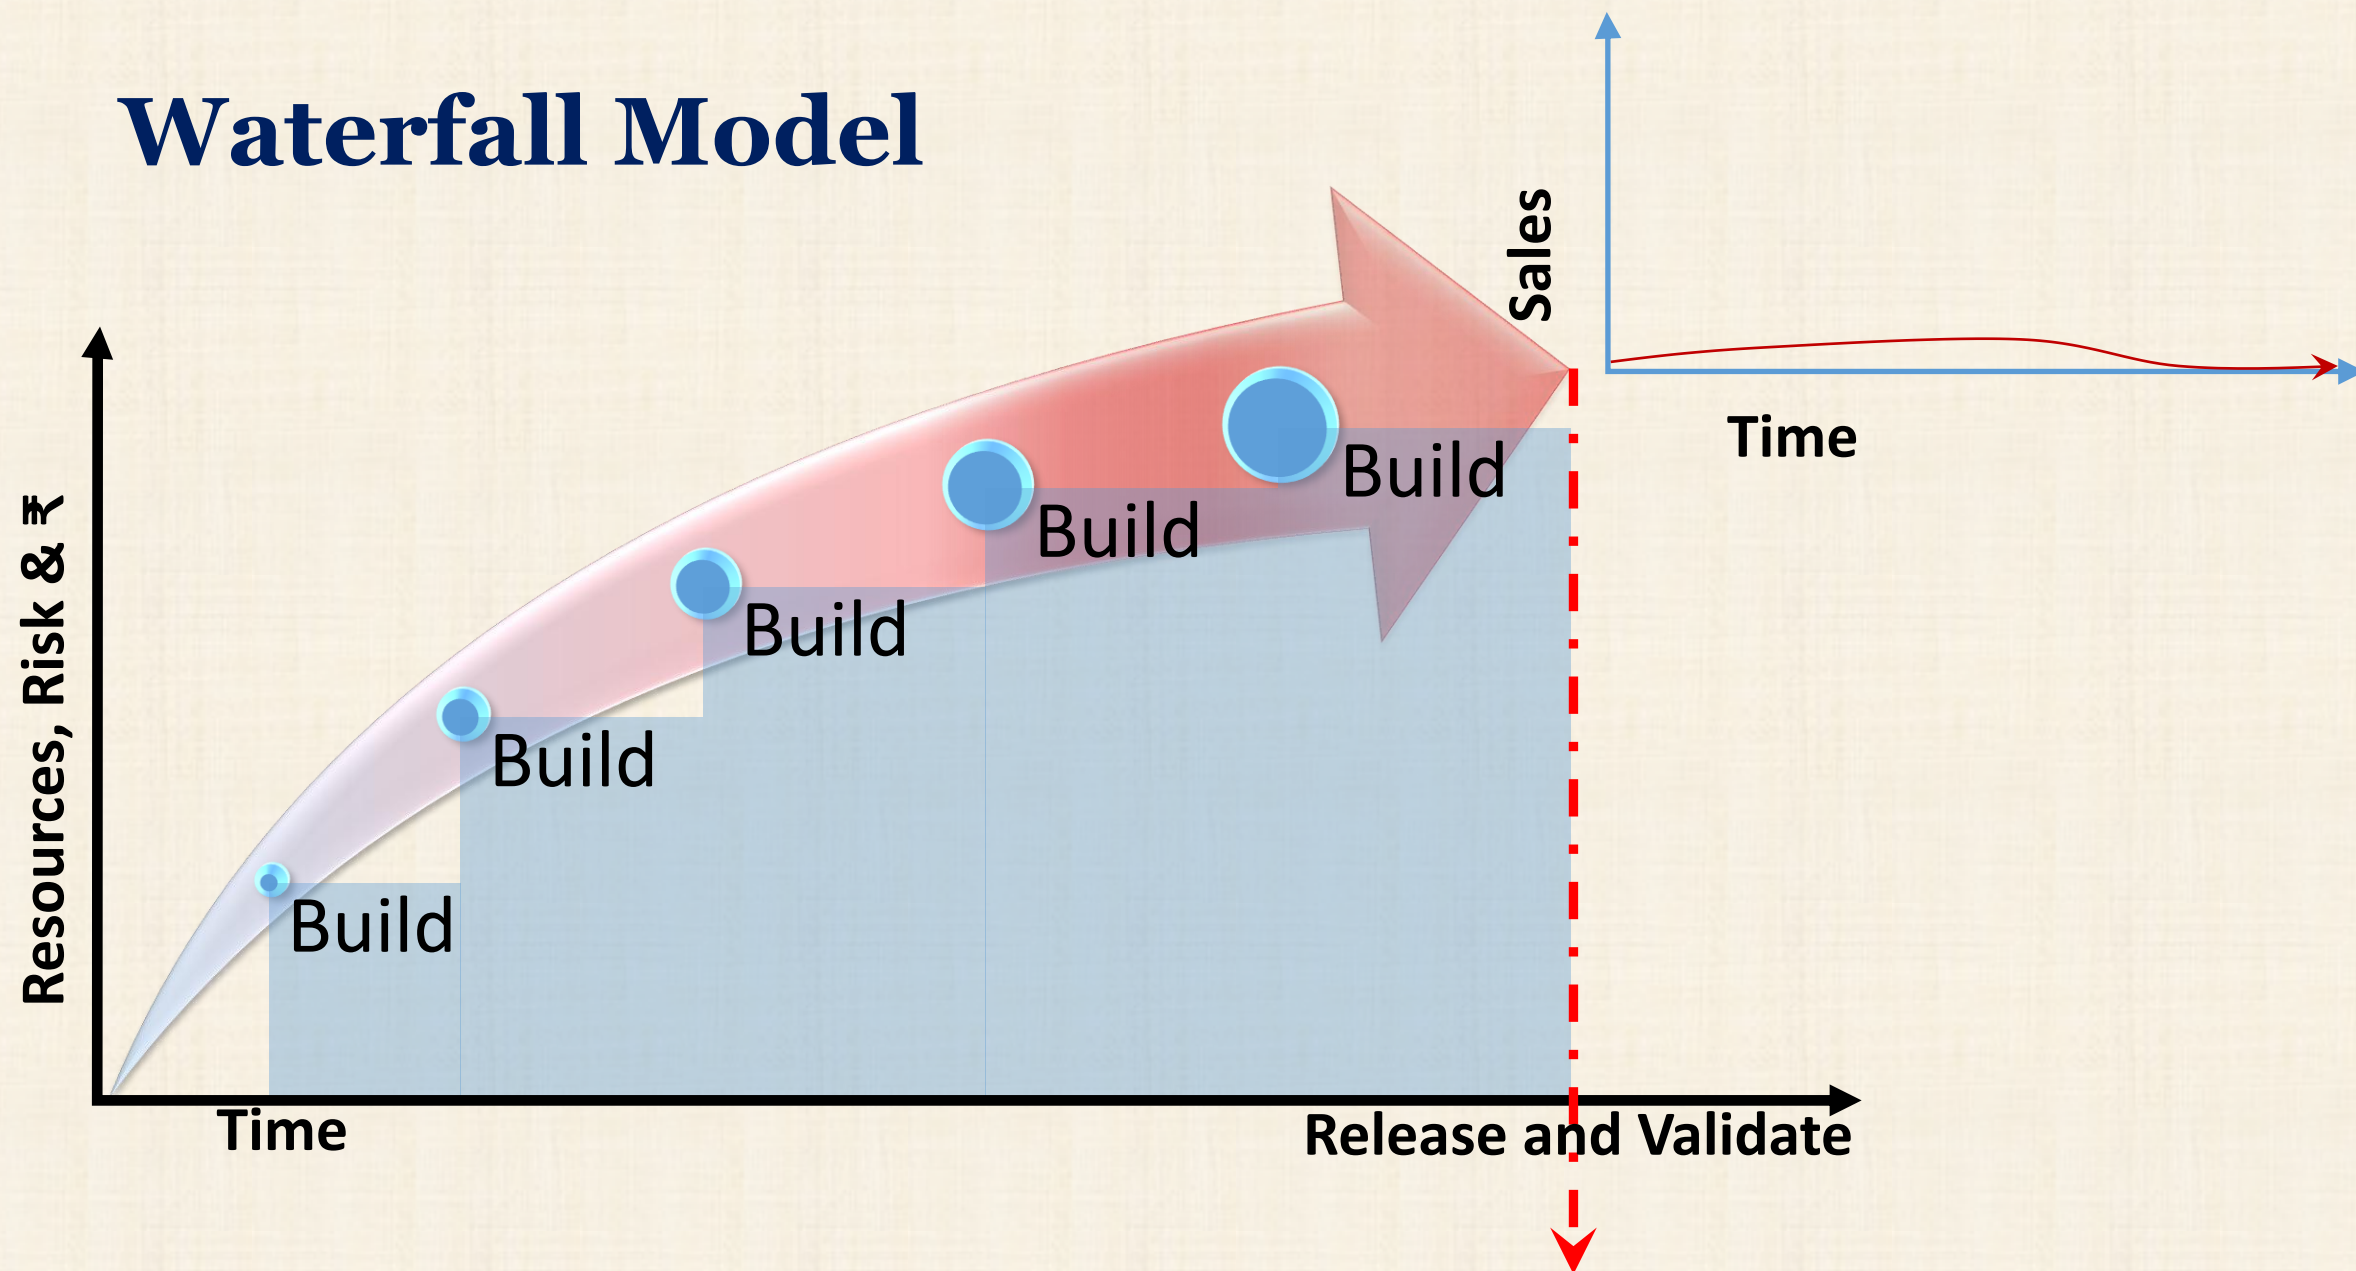 Waterfall Model
Sales
Time
Resources, Risk & ₹
Build
Build
Build
Build
Build
Time
Release and Validate